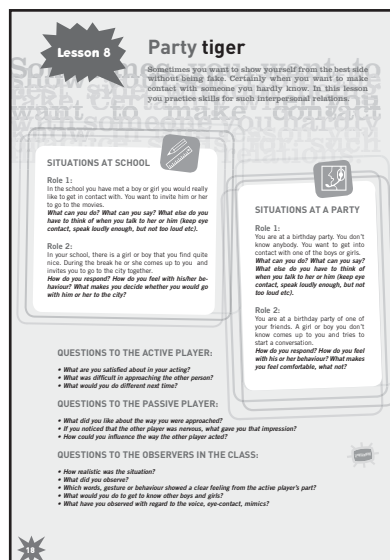 Lesson 8
Party tiger
Sometimes you want to show yourself from the best side
without being fake. Certainly when you want to make
contact with someone you hardly know. In this lesson
you practice skills for such interpersonal relations.
SITUATIONS AT SCHOOL
Role 1:
In the school you have met a boy or girl you would really
like to get in contact with. You want to invite him or her
to go to the movies.
What can you do? What can you say? What else do you
have to think of when you talk to her or him (keep eye
contact, speak loudly enough, but not too loud etc).
Role 2:
In your school, there is a girl or boy that you find quite
nice. During the break he or she comes up to you and
invites you to go to the city together.
How do you respond? How do you feel with his/her be-
haviour? What makes you decide whether you would go
with him or her to the city?
SITUATIONS AT A PARTY
Role 1:
You are at a birthday party. You don't
know anybody. You want to get into
contact with one of the boys or girls.
What can you do? What can you say?
What else do you have to think of
when you talk to her or him (keep eye
contact, speak loudly enough, but not
too loud etc).
Role 2:
You are at a birthday party of one of
your friends. A girl or boy you don't
know comes up to you and tries to
start a conversation.
How do you respond? How do you feel
with his or her behaviour? What makes
you feel comfortable, what not?
QUESTIONS TO THE ACTIVE PLAYER:
• What are you satisfied about in your acting?
• What was difficult in approaching the other person?
• What would you do different next time?
QUESTIONS TO THE PASSIVE PLAYER:
• What did you like about the way you were approached?
• If you noticed that the other player was nervous, what gave you that impression?
• How could you influence the way the other player acted?
QUESTIONS TO THE OBSERVERS IN THE CLASS:
• How realistic was the situation?
• What did you observe?
• Which words, gesture or behaviour showed a clear feeling from the active player's part?
• What would you do to get to know other boys and girls?
• What have you observed with regard to the voice, eye-contact, mimics?
18